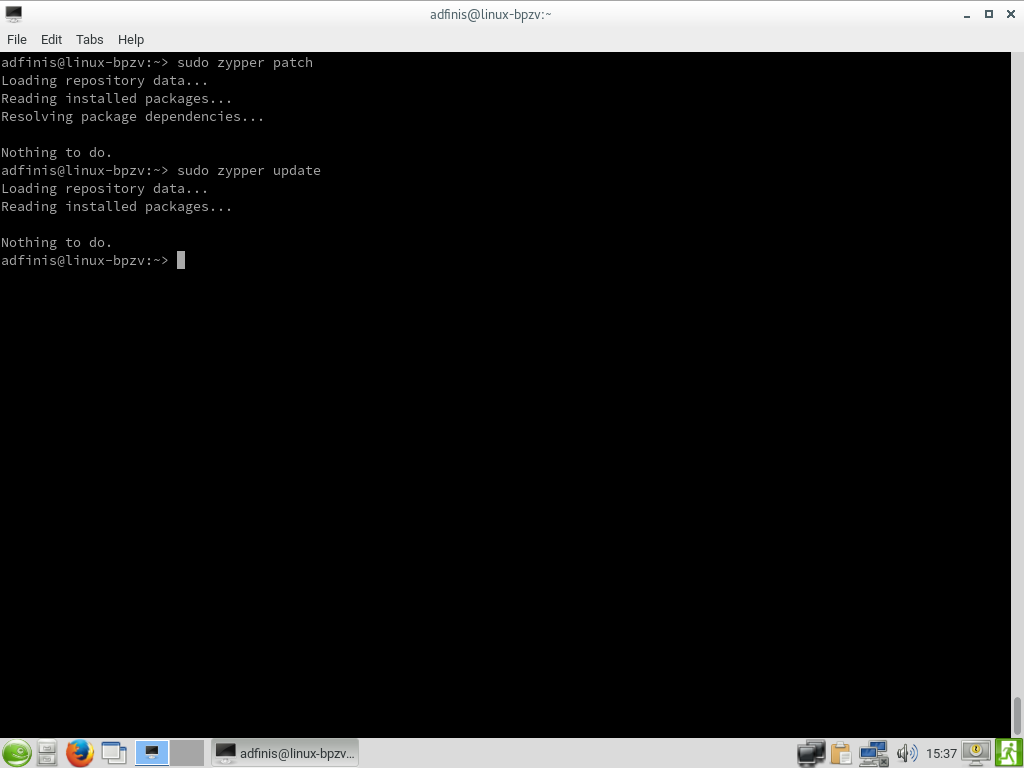 adfinis@linux-bpzv:~
File Edit Tabs Help
adfinis@linux-bpzv:~> sudo zypper patch
Loading repository data...
Reading installed packages...
Resolving package dependencies...
Nothing to do.
adfinis@linux-bpzv:~> sudo zypper update
Loading repository data...
Reading installed packages...
Nothing to do.
adfinis@linux-bpzv:~>
adfinis@linux-bpzv... 15:37